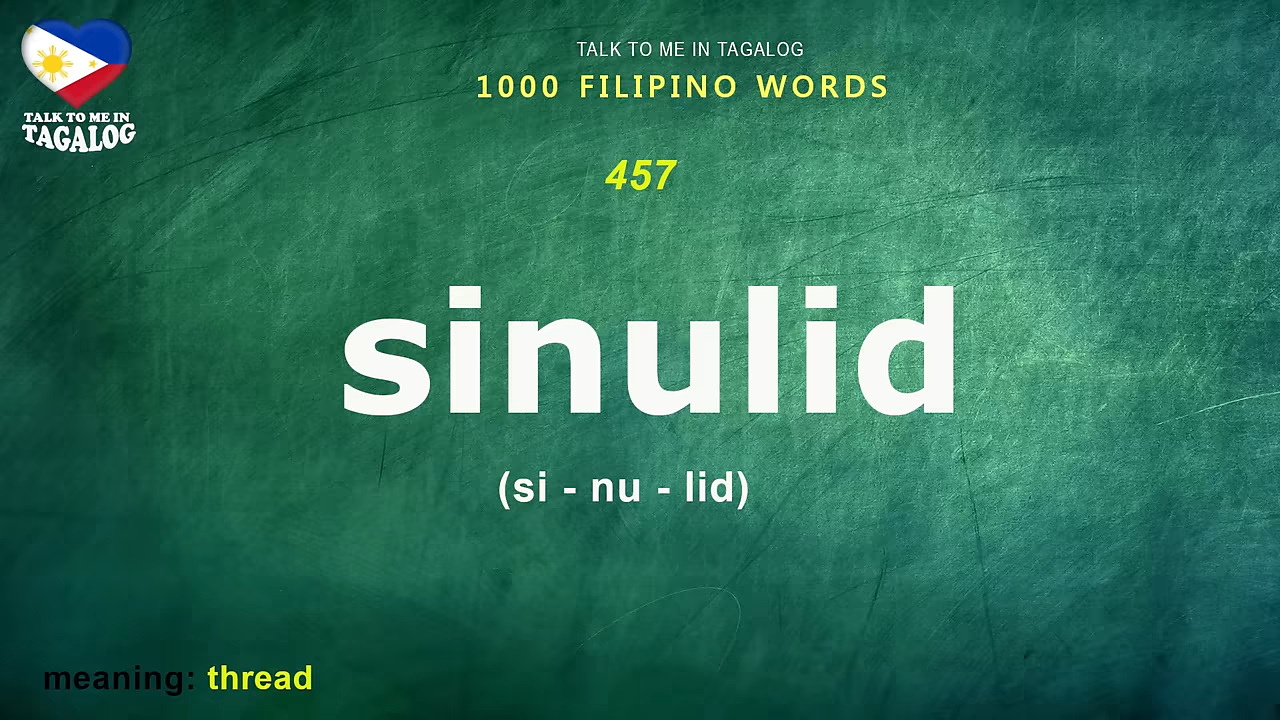 TALK TO ME IN
TAGALOG
TALK TO ME IN TAGALOG
1000 FILIPINO WORDS
457
sinulid
(si - nu - lid)
meaning: thread